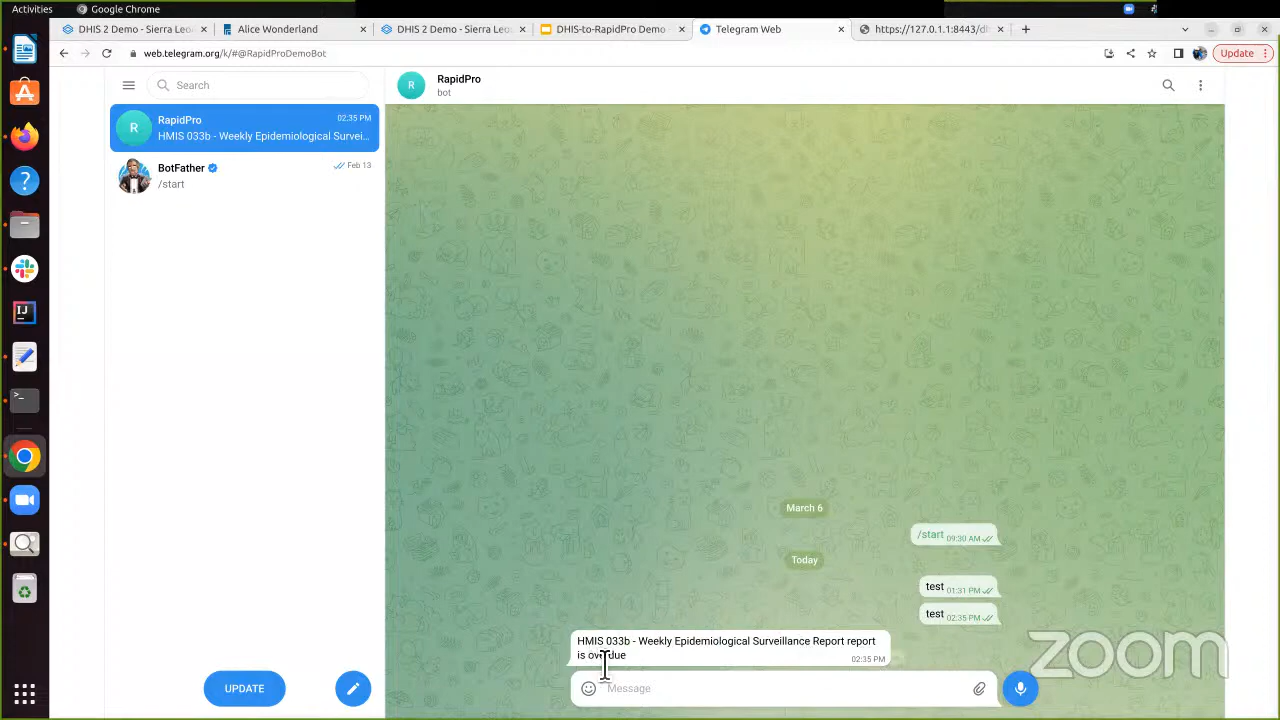 Activities
Google Chrome
DHIS 2 Demo - Sierra Leo
Alice Wonderland
DHIS 2 Demo - Sierra Leo
DHIS-to-RapidPro Demo
Telegram Web
https://127.0.1.1:8443/dh
web.telegram.org/k/#@RapidProDemoBot
Update
Search
R
RapidPro
bot
R
RapidPro
02:35 PM
HMIS 033b - Weekly Epidemiological Survei...
BotFather
Feb 13
/start
March 6
/start 09:30 AM
Today
test 01:31 PM
test 02:35 PM
HMIS 033b - Weekly Epidemiological Surveillance Report report
is overdue
02:35 PM
UPDATE
Message
zoom